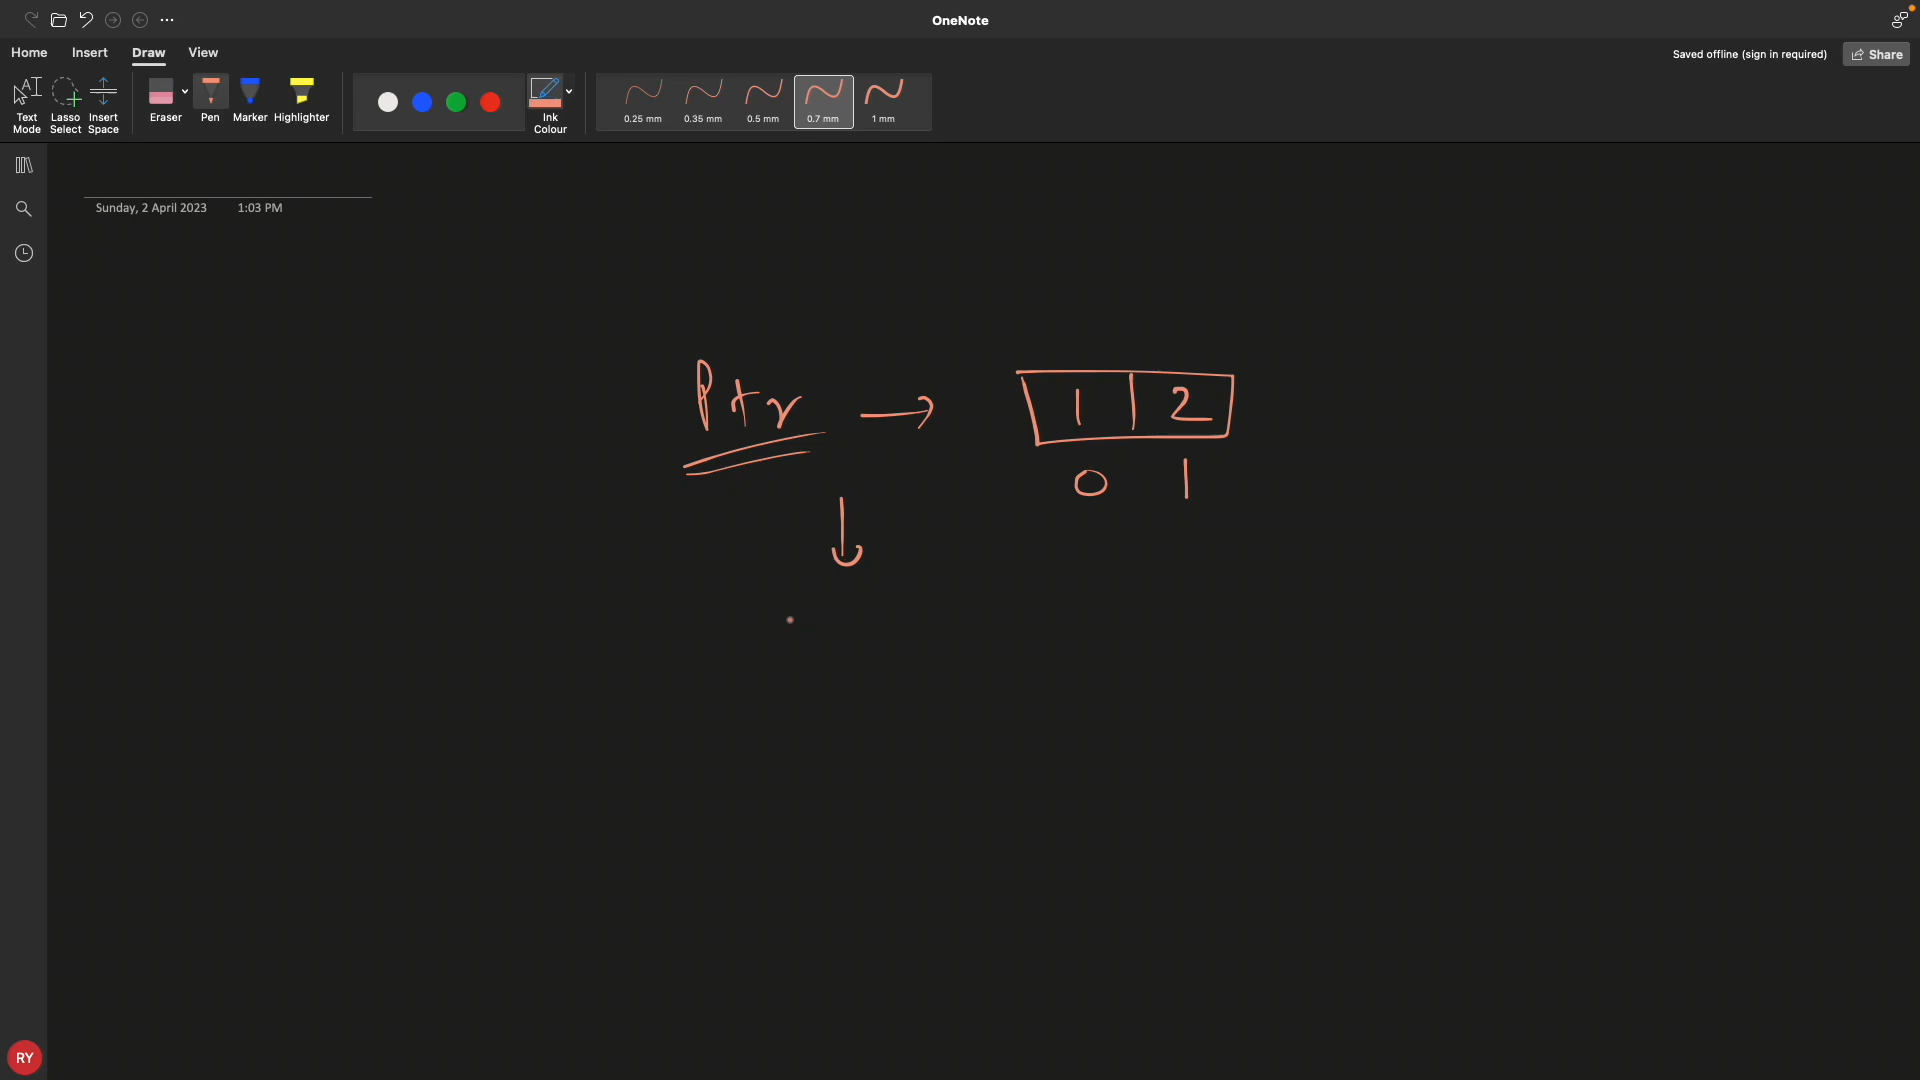 OneNote
Home Insert Draw View
Saved offline (sign in required) Share
Text Mode Lasso Select Insert Space Eraser Pen Marker Highlighter Ink Colour 0.25 mm 0.35 mm 0.5 mm 0.7 mm 1 mm
Sunday, 2 April 2023 1:03 PM
Ptr → 1 2
0 1
RY